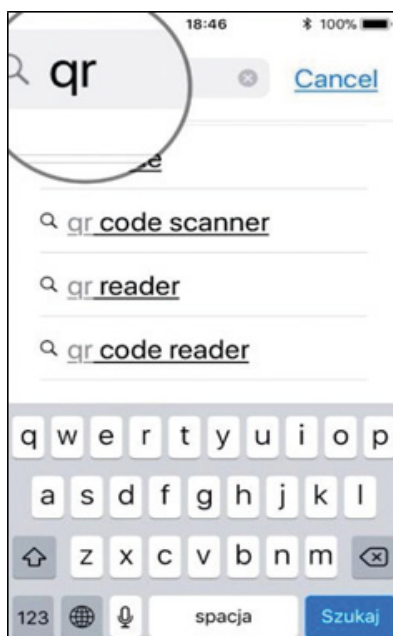 18:46 100%
qr Cancel
qr code scanner
qr reader
qr code reader
q w e r t y u i o p
a s d f g h j k l
z x c v b n m
123 spacja Szukaj